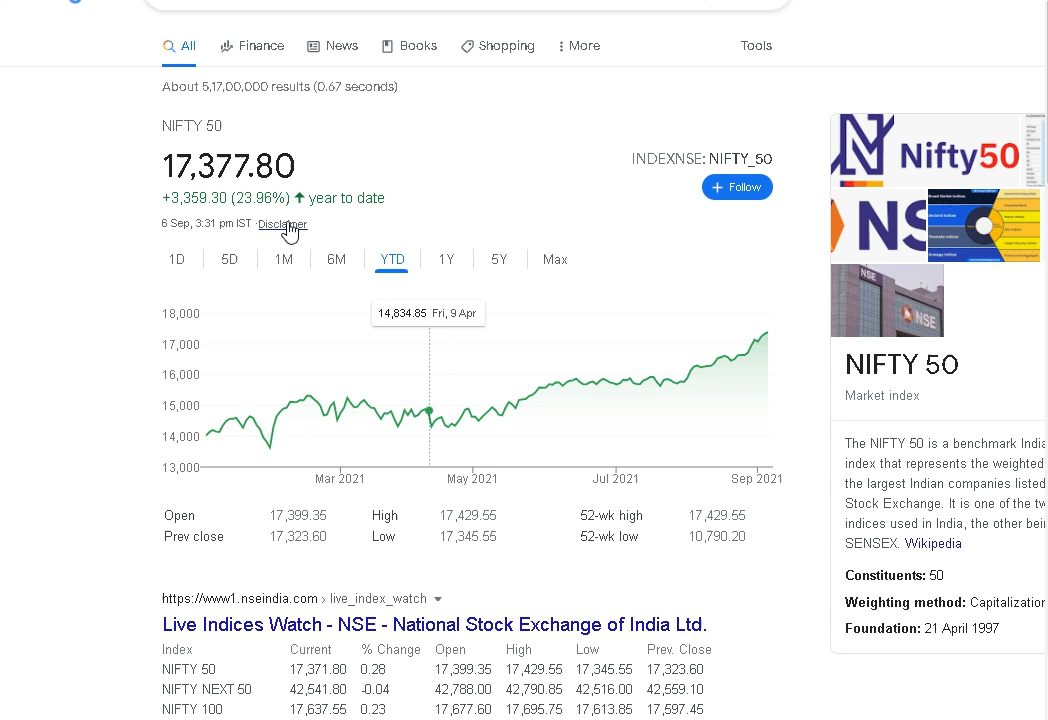 All Finance News Books Shopping More Tools
About 5,17,00,000 results (0.67 seconds)
NIFTY 50
17,377.80
+3,359.30 (23.96%) ↑ year to date
6 Sep, 3:31 pm IST · Disclaimer
INDEXNSE: NIFTY_50
+ Follow
1D 5D 1M 6M YTD 1Y 5Y Max
14,834.85 Fri, 9 Apr
18,000
17,000
16,000
15,000
14,000
13,000
Mar 2021 May 2021 Jul 2021 Sep 2021
Open 17,399.35 High 17,429.55 52-wk high 17,429.55
Prev close 17,323.60 Low 17,345.55 52-wk low 10,790.20
https://www1.nseindia.com › live_index_watch
Live Indices Watch - NSE - National Stock Exchange of India Ltd.
Index Current % Change Open High Low Prev. Close
NIFTY 50 17,371.80 0.28 17,399.35 17,429.55 17,345.55 17,323.60
NIFTY NEXT 50 42,541.80 -0.04 42,788.00 42,790.85 42,516.00 42,559.10
NIFTY 100 17,637.55 0.23 17,677.60 17,695.75 17,613.85 17,597.45
Nifty50
NS
NSE
NSE
NIFTY 50
Market index
The NIFTY 50 is a benchmark India
index that represents the weighted
the largest Indian companies listed
Stock Exchange. It is one of the tw
indices used in India, the other bei
SENSEX. Wikipedia
Constituents: 50
Weighting method: Capitalization
Foundation: 21 April 1997